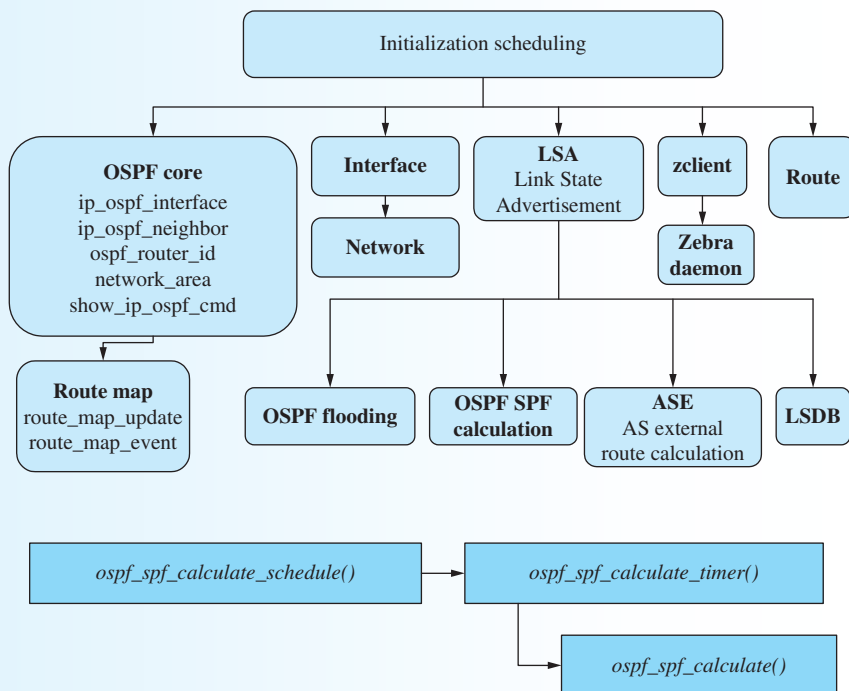 Initialization scheduling
OSPF core
ip_ospf_interface
ip_ospf_neighbor
ospf_router_id
network_area
show_ip_ospf_cmd
Interface
LSA
Link State
Advertisement
zclient
Route
Network
Zebra
daemon
Route map
route_map_update
route_map_event
OSPF flooding
OSPF SPF
calculation
ASE
AS external
route calculation
LSDB
ospf_spf_calculate_schedule()
ospf_spf_calculate_timer()
ospf_spf_calculate()